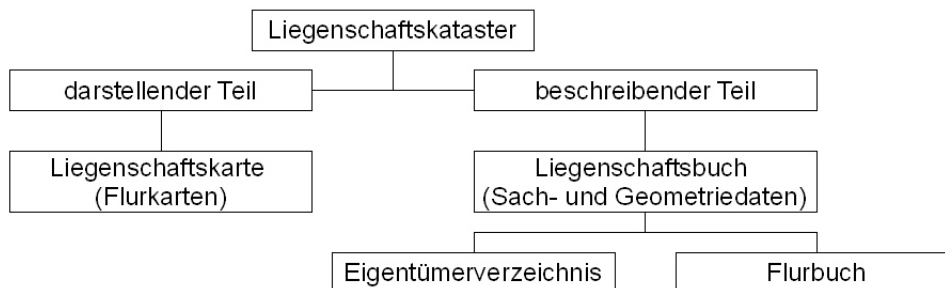 Liegenschaftskataster
darstellender Teil
beschreibender Teil
Liegenschaftskarte
(Flurkarten)
Liegenschaftsbuch
(Sach- und Geometriedaten)
Eigentümerverzeichnis
Flurbuch